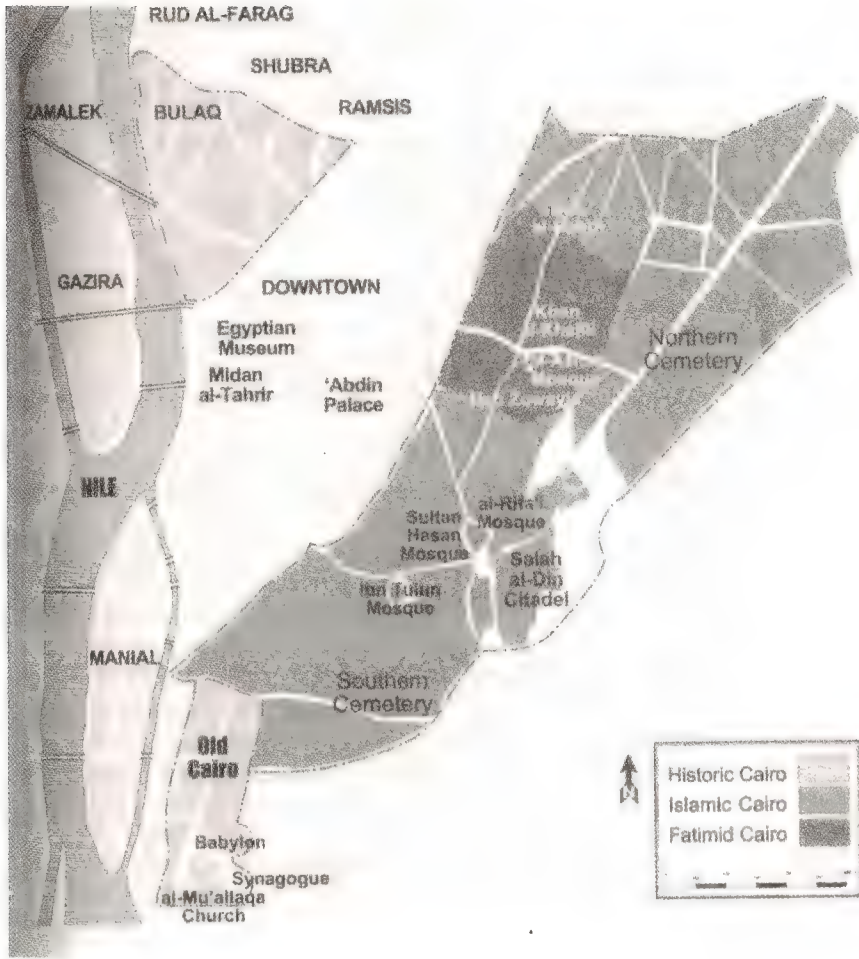 RUD AL-FARAG
SHUBRA
ZAMALEK
BULAQ
RAMSIS
GAZIRA
DOWNTOWN
Egyptian
Museum
Midan
al-Tahrir
'Abdin
Palace
Northern
Cemetery
NILE
al-Rifa'i
Mosque
Sultan
Hasan
Mosque
Salah
al-Din
Citadel
Ibn Tulun
Mosque
MANIAL
Southern
Cemetery
Old
Cairo
Babylon
Synagogue
al-Mu'allaqa
Church
N
Historic Cairo
Islamic Cairo
Fatimid Cairo